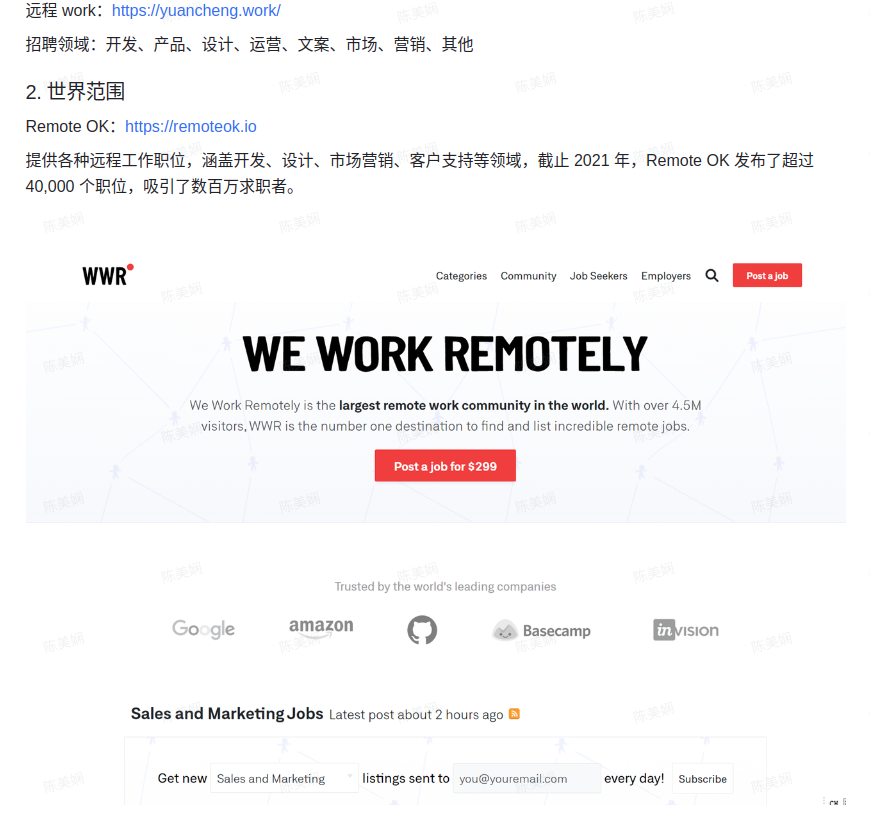 远程 work：https://yuancheng.work/
招聘领域：开发、产品、设计、运营、文案、市场、营销、其他
2. 世界范围
Remote OK：https://remoteok.io
提供各种远程工作职位，涵盖开发、设计、市场营销、客户支持等领域，截止 2021 年，Remote OK 发布了超过
40,000 个职位，吸引了数百万求职者。
WWR Categories Community Job Seekers Employers Post a job
WE WORK REMOTELY
We Work Remotely is the largest remote work community in the world. With over 4.5M
visitors, WWR is the number one destination to find and list incredible remote jobs.
Post a job for $299
Trusted by the world's leading companies
Google amazon Basecamp inVISION
Sales and Marketing Jobs Latest post about 2 hours ago
Get new Sales and Marketing listings sent to you@youremail.com every day! Subscribe